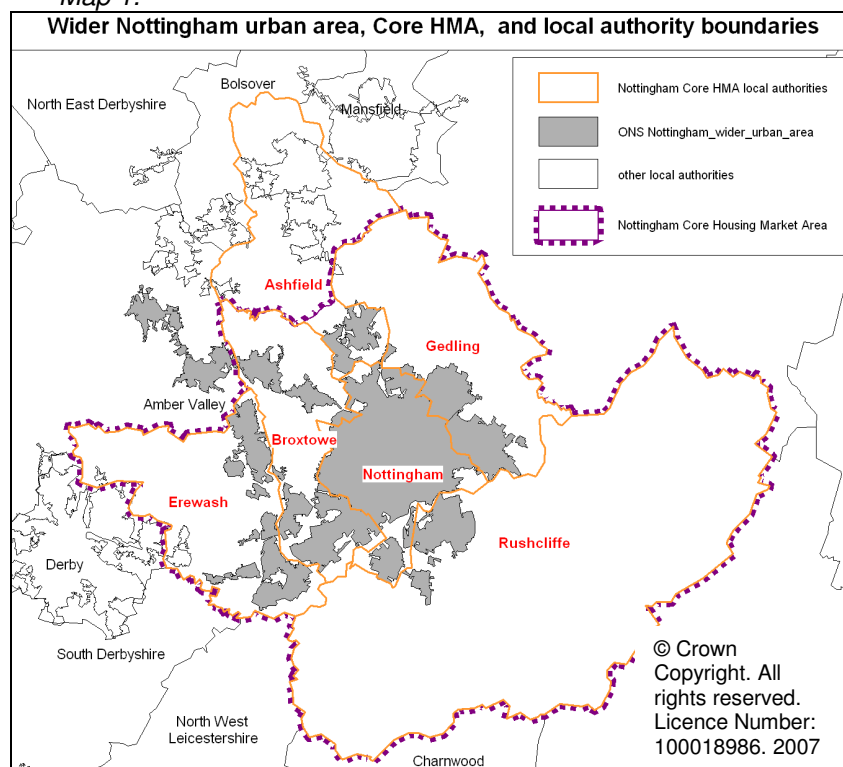 Map 1:
Wider Nottingham urban area, Core HMA, and local authority boundaries
Bolsover
North East Derbyshire
Mansfield
Nottingham Core HMA local authorities
ONS Nottingham_wider_urban_area
other local authorities
Nottingham Core Housing Market Area
Ashfield
Gedling
Amber Valley
Broxtowe
Nottingham
Erewash
Rushcliffe
Derby
South Derbyshire
North West
Leicestershire
Charnwood
© Crown
Copyright. All
rights reserved.
Licence Number:
100018986. 2007